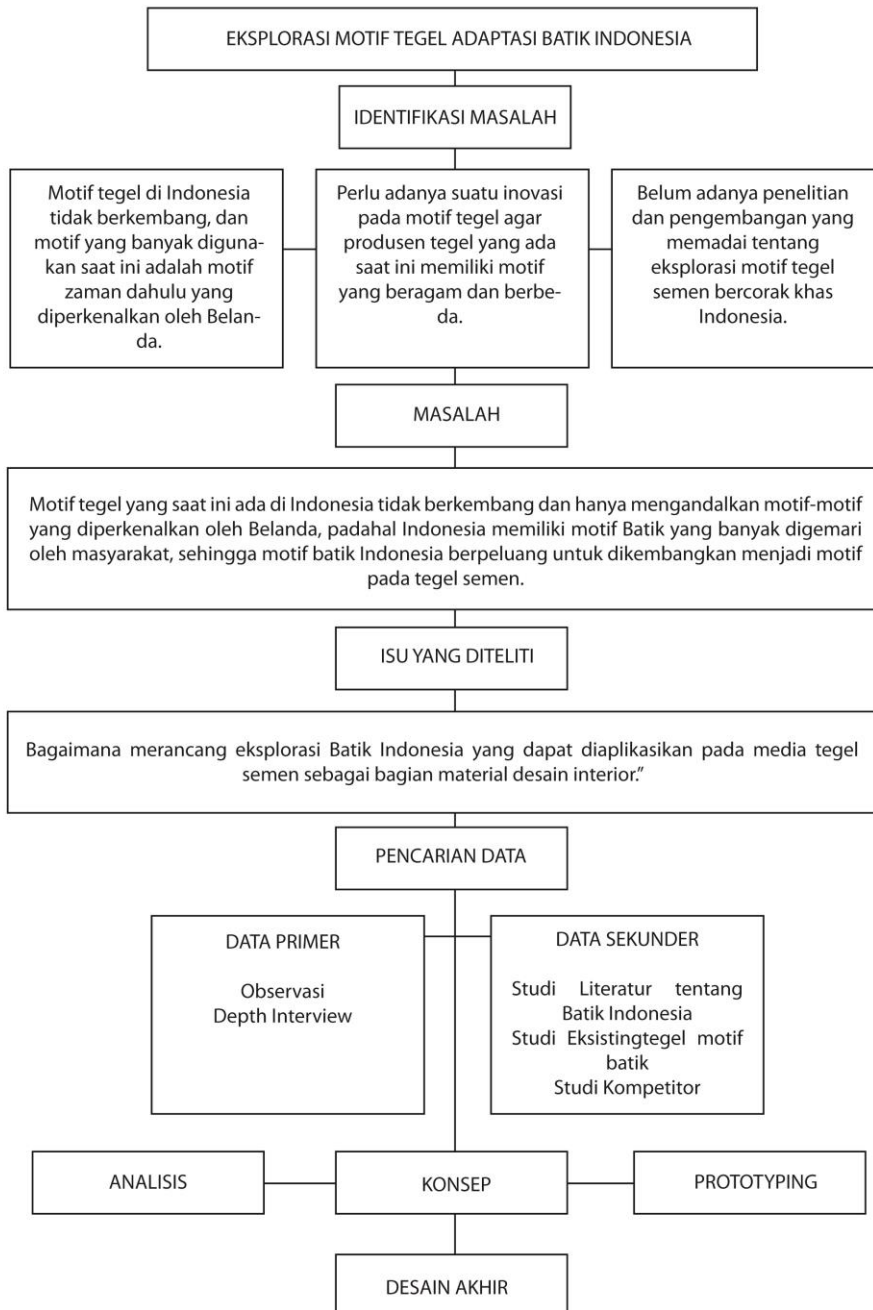 EKSPLORASI MOTIF TEGEL ADAPTASI BATIK INDONESIA
IDENTIFIKASI MASALAH
Motif tegel di Indonesia
tidak berkembang, dan
motif yang banyak diguna-
kan saat ini adalah motif
zaman dahulu yang
diperkenalkan oleh Belan-
da.
Perlu adanya suatu inovasi
pada motif tegel agar
produsen tegel yang ada
saat ini memiliki motif
yang beragam dan berbe-
da.
Belum adanya penelitian
dan pengembangan yang
memadai tentang
eksplorasi motif tegel
semen bercorak khas
Indonesia.
MASALAH
Motif tegel yang saat ini ada di Indonesia tidak berkembang dan hanya mengandalkan motif-motif
yang diperkenalkan oleh Belanda, padahal Indonesia memiliki motif Batik yang banyak digemari
oleh masyarakat, sehingga motif batik Indonesia berpeluang untuk dikembangkan menjadi motif
pada tegel semen.
ISU YANG DITELITI
Bagaimana merancang eksplorasi Batik Indonesia yang dapat diaplikasikan pada media tegel
semen sebagai bagian material desain interior.”
PENCARIAN DATA
DATA PRIMER
Observasi
Depth Interview
DATA SEKUNDER
Studi Literatur tentang
Batik Indonesia
Studi Eksistingtegel motif
batik
Studi Kompetitor
ANALISIS
KONSEP
PROTOTYPING
DESAIN AKHIR